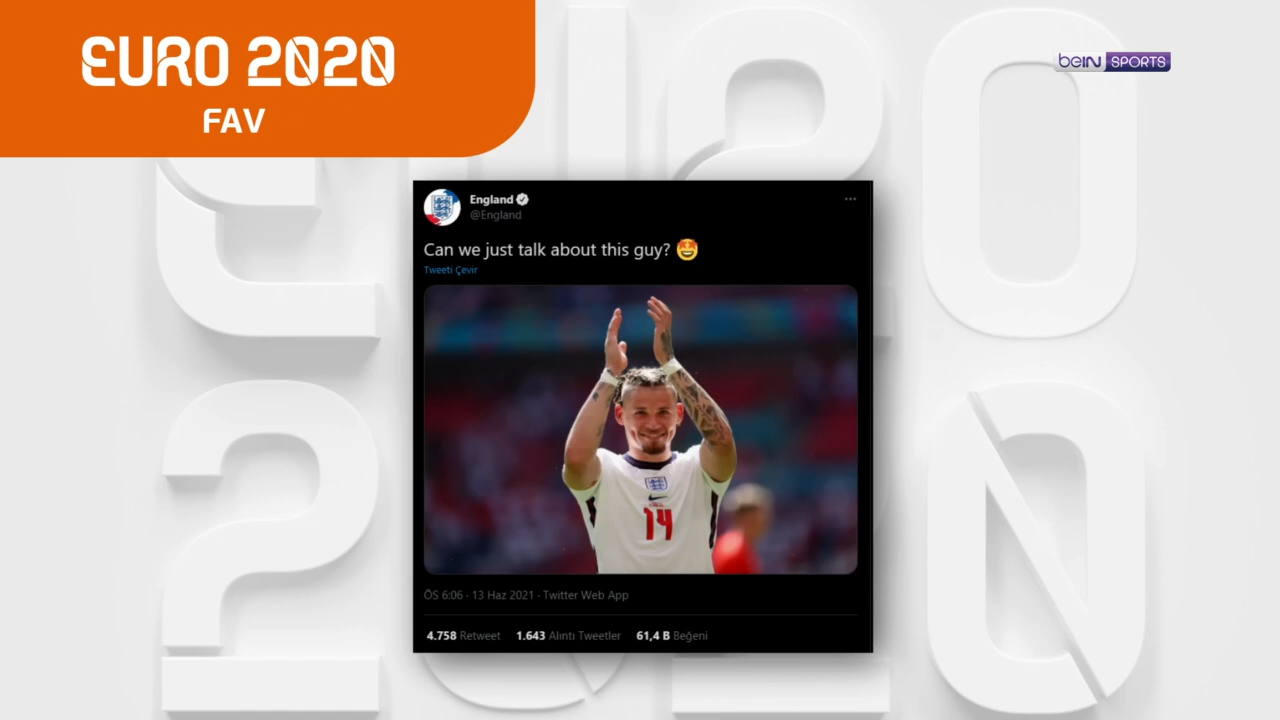 EURO 2020
FAV
beIN SPORTS
England
@England
Can we just talk about this guy? 🤩
Tweeti Çevir
14
ÖS 6:06 · 13 Haz 2021 · Twitter Web App
4.758 Retweet 1.643 Alıntı Tweetler 61,4 B Beğeni